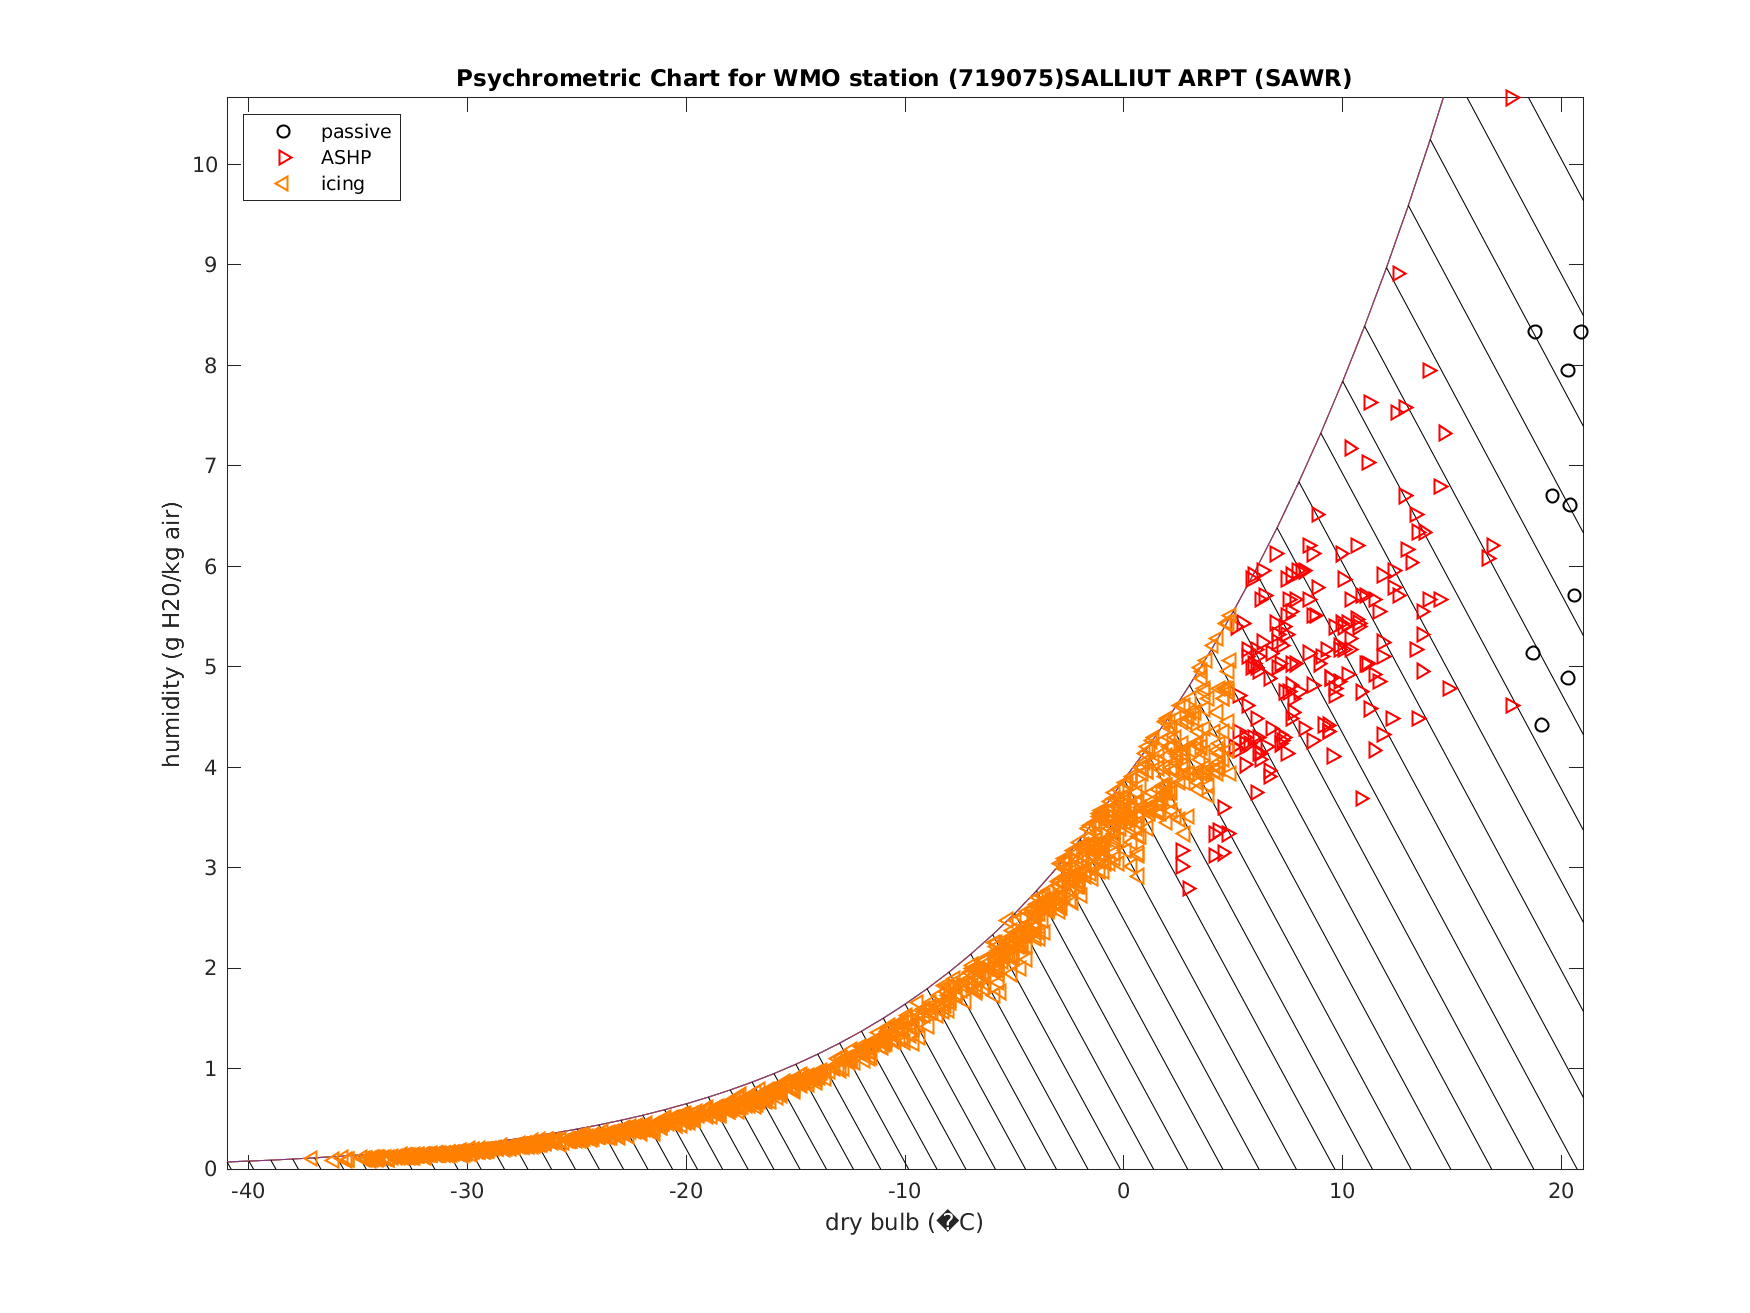 Psychrometric Chart for WMO station (719075)SALLIUT ARPT (SAWR)
passive
ASHP
icing
10
9
8
7
6
5
4
3
2
1
0
humidity (g H20/kg air)
-40 -30 -20 -10 0 10 20
dry bulb (�C)